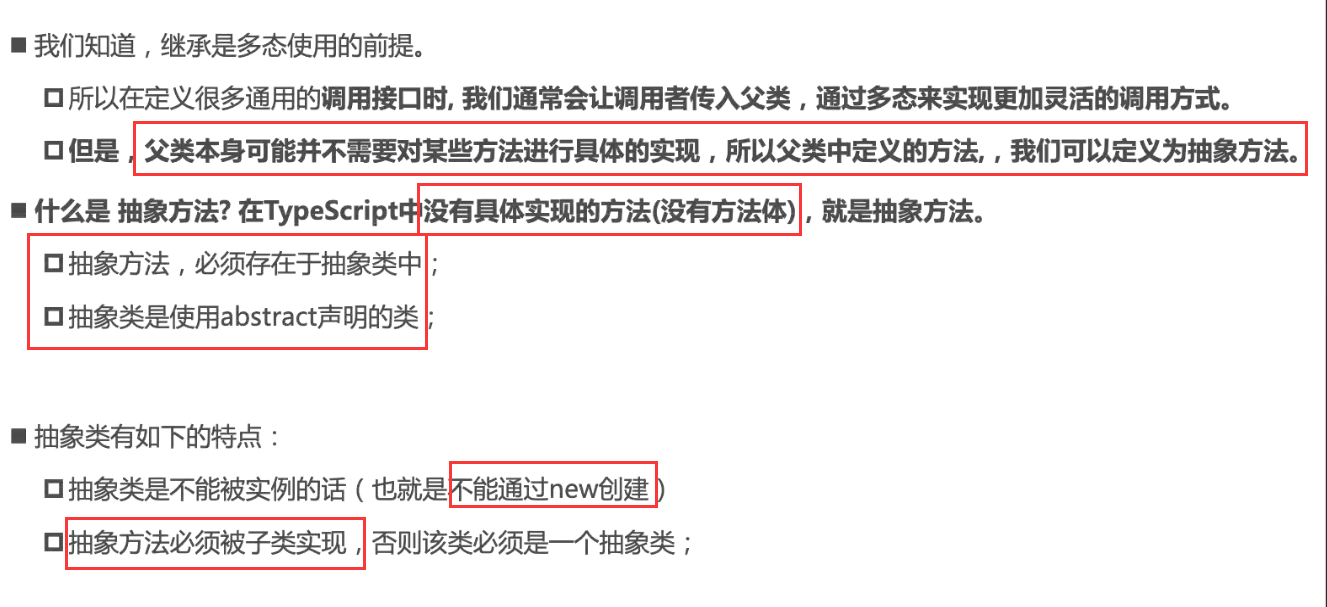 我们知道，继承是多态使用的前提。
所以在定义很多通用的调用接口时, 我们通常会让调用者传入父类，通过多态来实现更加灵活的调用方式。
但是，父类本身可能并不需要对某些方法进行具体的实现，所以父类中定义的方法,，我们可以定义为抽象方法。
什么是 抽象方法? 在TypeScript中没有具体实现的方法(没有方法体)，就是抽象方法。
抽象方法，必须存在于抽象类中；
抽象类是使用abstract声明的类；
抽象类有如下的特点：
抽象类是不能被实例的话（也就是不能通过new创建）
抽象方法必须被子类实现，否则该类必须是一个抽象类；